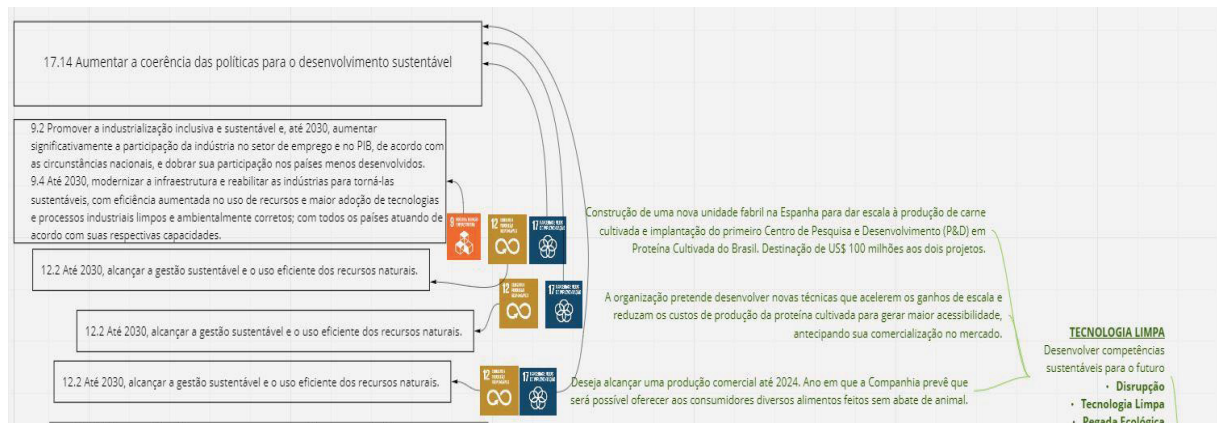 17.14 Aumentar a coerência das políticas para o desenvolvimento sustentável
9.2 Promover a industrialização inclusiva e sustentável e, até 2030, aumentar
significativamente a participação da indústria no setor de emprego e no PIB, de acordo com
as circunstâncias nacionais, e dobrar sua participação nos países menos desenvolvidos.
9.4 Até 2030, modernizar a infraestrutura e reabilitar as indústrias para torná-las
sustentáveis, com eficiência aumentada no uso de recursos e maior adoção de tecnologias
e processos industriais limpos e ambientalmente corretos; com todos os países atuando de
acordo com suas respectivas capacidades.
9
12
17
Construção de uma nova unidade fabril na Espanha para dar escala à produção de carne
cultivada e implantação do primeiro Centro de Pesquisa e Desenvolvimento (P&D) em
Proteína Cultivada do Brasil. Destinação de US$ 100 milhões aos dois projetos.
12.2 Até 2030, alcançar a gestão sustentável e o uso eficiente dos recursos naturais.
12
17
A organização pretende desenvolver novas técnicas que acelerem os ganhos de escala e
reduzam os custos de produção da proteína cultivada para gerar maior acessibilidade,
antecipando sua comercialização no mercado.
12.2 Até 2030, alcançar a gestão sustentável e o uso eficiente dos recursos naturais.
12.2 Até 2030, alcançar a gestão sustentável e o uso eficiente dos recursos naturais.
12
17
Deseja alcançar uma produção comercial até 2024. Ano em que a Companhia prevê que
será possível oferecer aos consumidores diversos alimentos feitos sem abate de animal.
TECNOLOGIA LIMPA
Desenvolver competências
sustentáveis para o futuro
• Disrupção
• Tecnologia Limpa
• Pegada Ecológica